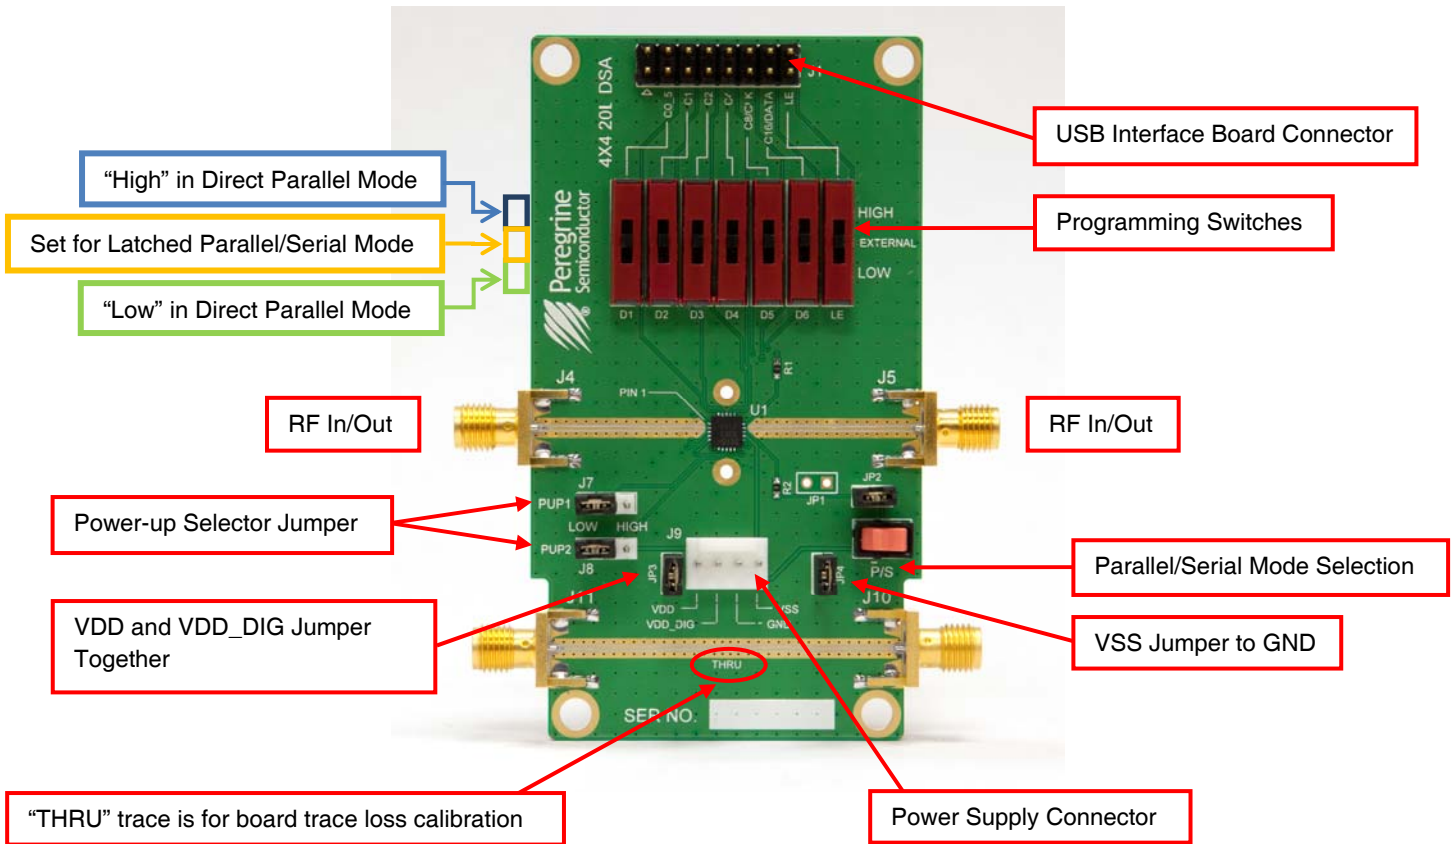 J1
4X4 20L DSA
C0_5
C1
C2
C8/CLK
C16/DATA
LE
USB Interface Board Connector
“High” in Direct Parallel Mode
Set for Latched Parallel/Serial Mode
“Low” in Direct Parallel Mode
Peregrine
Semiconductor
®
HIGH
EXTERNAL
LOW
Programming Switches
D1 D2 D3 D4 D5 D6 LE
R1
J4
J5
PIN 1
U1
RF In/Out
RF In/Out
R2
JP1
JP2
J7
PUP1
LOW HIGH
PUP2
J8
Power-up Selector Jumper
J9
JP3
JP4
P/S
Parallel/Serial Mode Selection
J11
J10
VDD
VSS
VDD_DIG
GND
VDD and VDD_DIG Jumper
Together
VSS Jumper to GND
THRU
SER NO.
“THRU” trace is for board trace loss calibration
Power Supply Connector